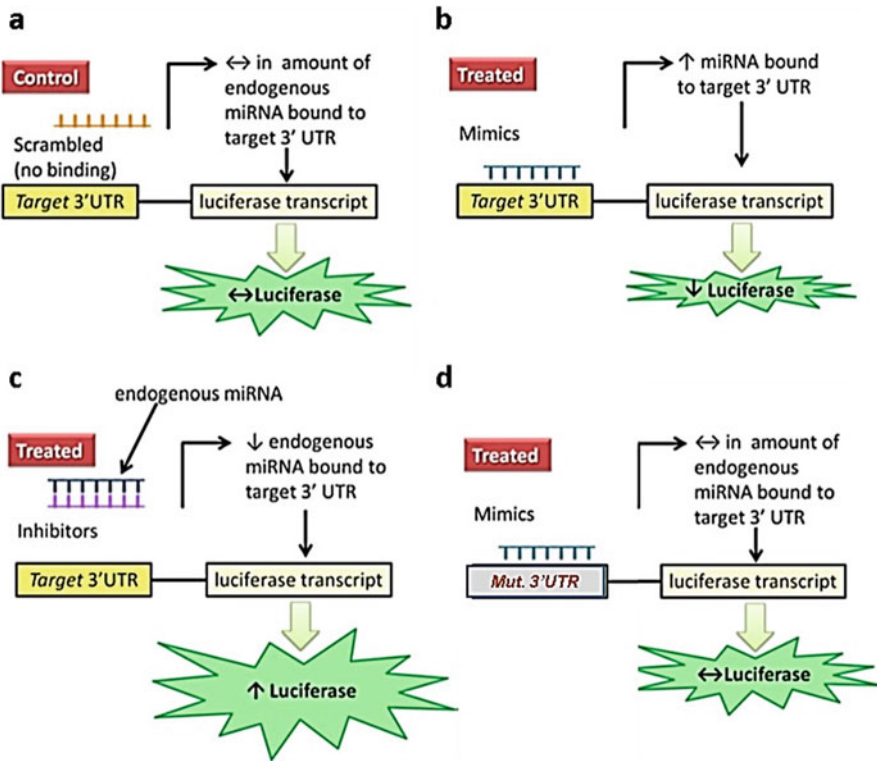 a
Control
↔ in amount of
endogenous
miRNA bound to
target 3' UTR
Scrambled
(no binding)
Target 3'UTR
luciferase transcript
↔Luciferase
b
Treated
↑ miRNA bound
to target 3' UTR
Mimics
Target 3'UTR
luciferase transcript
↓ Luciferase
c
endogenous miRNA
Treated
↓ endogenous
miRNA bound to
target 3' UTR
Inhibitors
Target 3'UTR
luciferase transcript
↑ Luciferase
d
Treated
↔ in amount of
endogenous
miRNA bound to
target 3' UTR
Mimics
Mut. 3'UTR
luciferase transcript
↔Luciferase